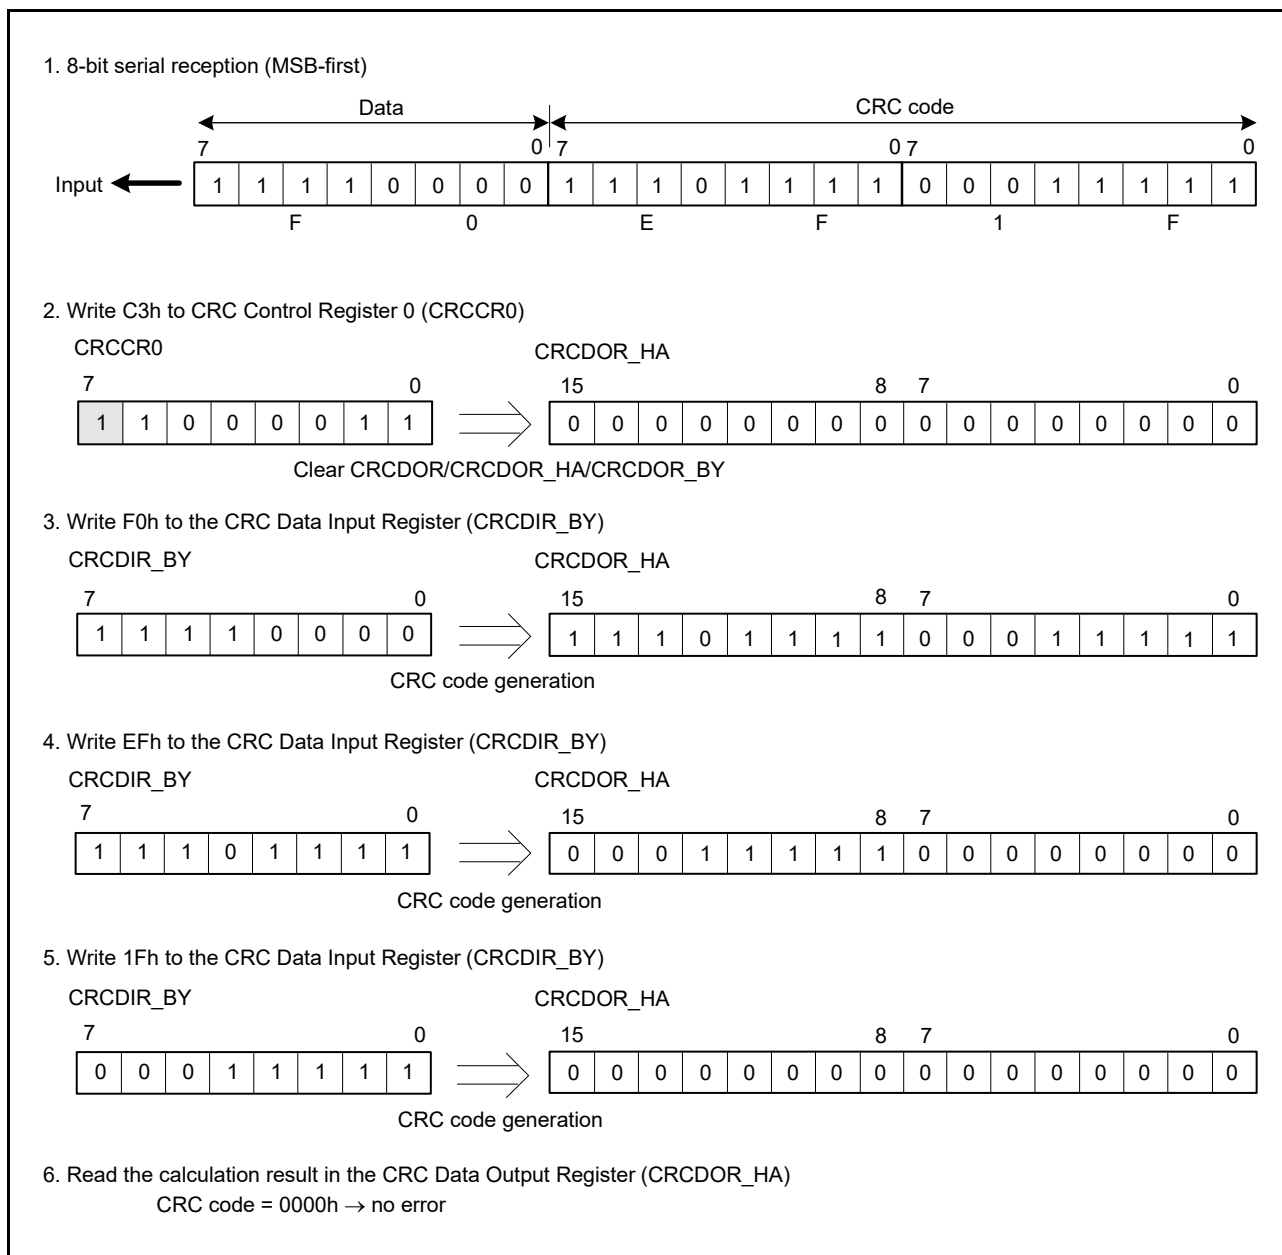 1. 8-bit serial reception (MSB-first)
Data CRC code
7 0 7 0 7 0
Input 1 1 1 1 0 0 0 0 1 1 1 0 1 1 1 1 0 0 0 1 1 1 1 1
F 0 E F 1 F
2. Write C3h to CRC Control Register 0 (CRCCR0)
CRCCR0 CRCDOR_HA
7 0 15 8 7 0
1 1 0 0 0 0 1 1 0 0 0 0 0 0 0 0 0 0 0 0 0 0 0 0
Clear CRCDOR/CRCDOR_HA/CRCDOR_BY
3. Write F0h to the CRC Data Input Register (CRCDIR_BY)
CRCDIR_BY CRCDOR_HA
7 0 15 8 7 0
1 1 1 1 0 0 0 0 1 1 1 0 1 1 1 1 0 0 0 1 1 1 1 1
CRC code generation
4. Write EFh to the CRC Data Input Register (CRCDIR_BY)
CRCDIR_BY CRCDOR_HA
7 0 15 8 7 0
1 1 1 0 1 1 1 1 0 0 0 1 1 1 1 1 0 0 0 0 0 0 0 0
CRC code generation
5. Write 1Fh to the CRC Data Input Register (CRCDIR_BY)
CRCDIR_BY CRCDOR_HA
7 0 15 8 7 0
0 0 0 1 1 1 1 1 0 0 0 0 0 0 0 0 0 0 0 0 0 0 0 0
CRC code generation
6. Read the calculation result in the CRC Data Output Register (CRCDOR_HA)
CRC code = 0000h → no error